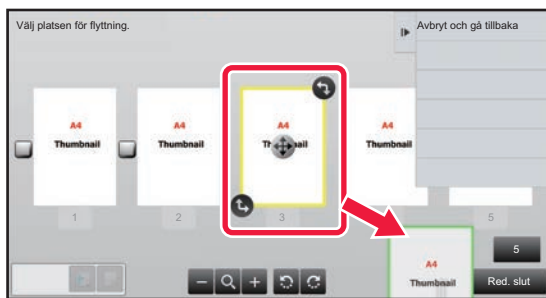 Välj platsen för flyttning.
Avbryt och gå tillbaka
A4
Thumbnail
A4
Thumbnail
A4
Thumbnail
A4
Thumbnail
1
2
3
5
5
A4
Thumbnail
Red. slut